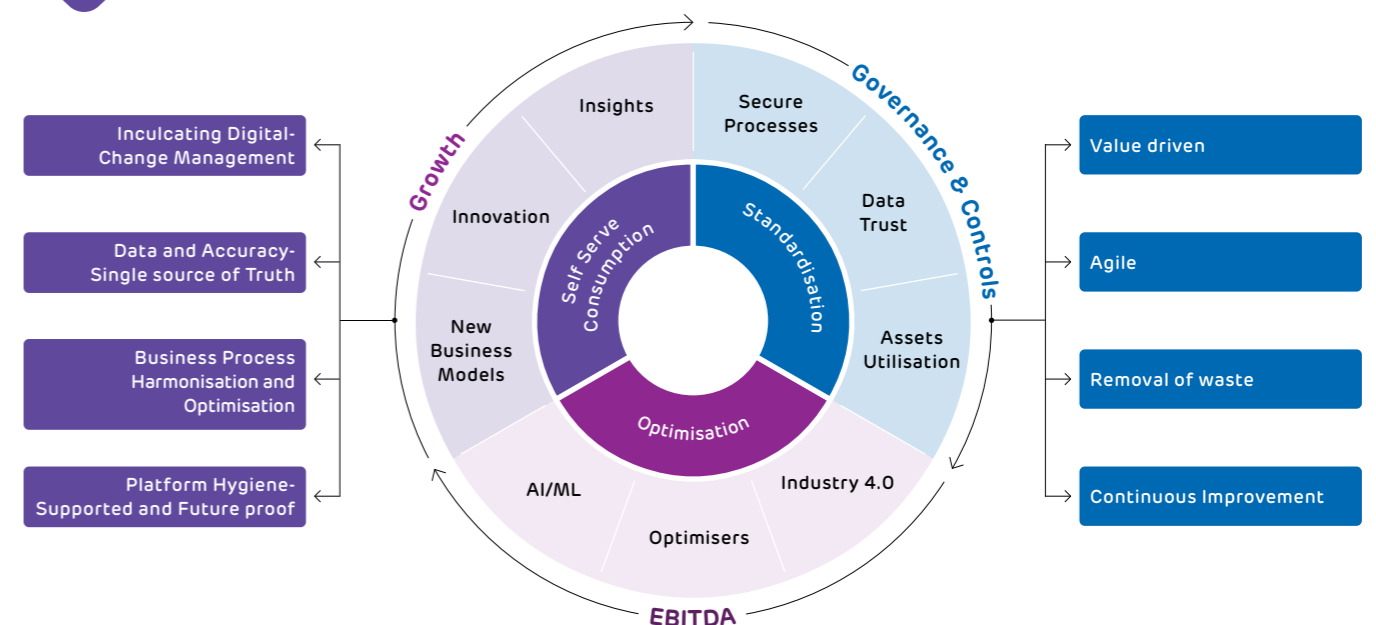 Inculcating Digital-
Change Management
Data and Accuracy-
Single source of Truth
Business Process
Harmonisation and
Optimisation
Platform Hygiene-
Supported and Future proof
Growth
Insights
Innovation
New
Business
Models
Self Serve
Consumption
Governance & Controls
Secure
Processes
Data
Trust
Assets
Utilisation
Standardisation
Optimisation
AI/ML
Optimisers
Industry 4.0
EBITDA
Value driven
Agile
Removal of waste
Continuous Improvement